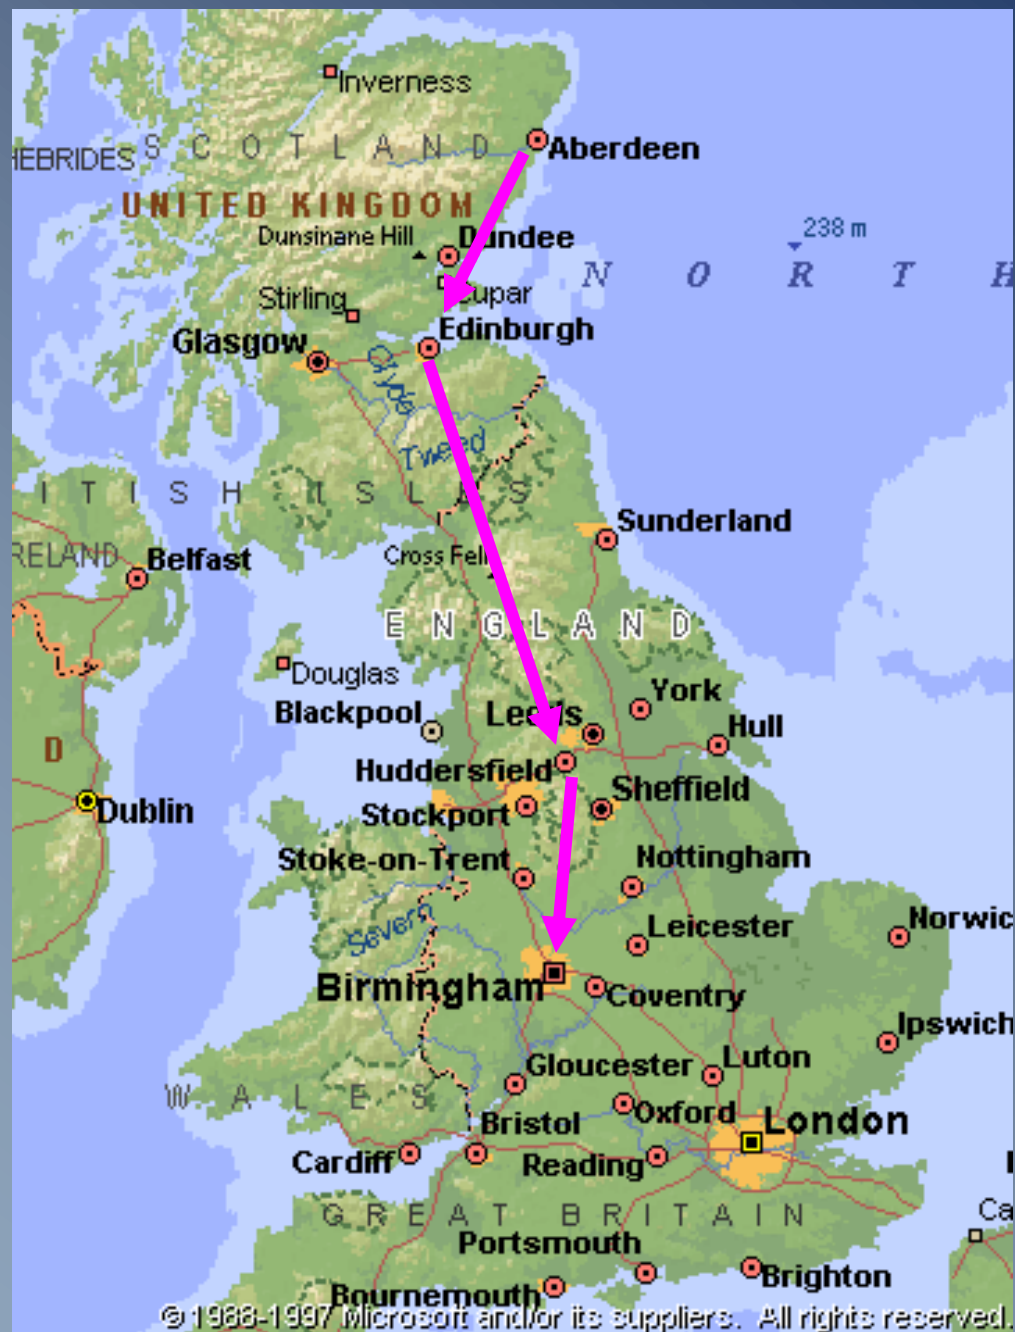 Inverness
SCOTLAND
HEBRIDES
Aberdeen
UNITED KINGDOM
Dunsinane Hill
Dundee
238 m
NORTH
Stirling
Cupar
Glasgow
Edinburgh
Clyde
Tweed
ITISH ISLES
Sunderland
RELAND
Belfast
Cross Fell
ENGLAND
Douglas
York
Blackpool
Leeds
Hull
D
Huddersfield
Sheffield
Dublin
Stockport
Stoke-on-Trent
Nottingham
Severn
Leicester
Norwic
Birmingham
Coventry
Ipswich
Gloucester
Luton
WALES
Oxford
London
Bristol
Cardiff
Reading
GREAT BRITAIN
Ca
Portsmouth
Brighton
Bournemouth
© 1988-1997 Microsoft and/or its suppliers. All rights reserved.